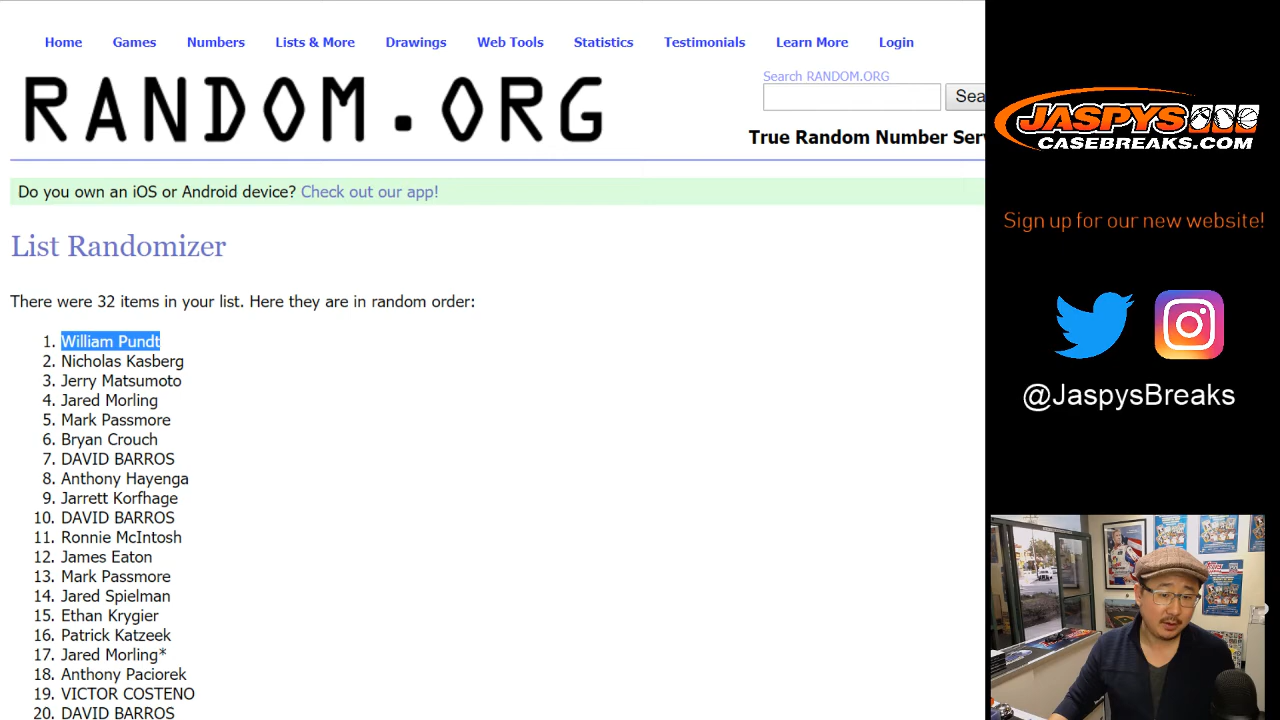 Home Games Numbers Lists & More Drawings Web Tools Statistics Testimonials Learn More Login
RANDOM.ORG
Search RANDOM.ORG
Sea
True Random Number Ser
Do you own an iOS or Android device? Check out our app!
List Randomizer
There were 32 items in your list. Here they are in random order:
1. William Pundt
2. Nicholas Kasberg
3. Jerry Matsumoto
4. Jared Morling
5. Mark Passmore
6. Bryan Crouch
7. DAVID BARROS
8. Anthony Hayenga
9. Jarrett Korfhage
10. DAVID BARROS
11. Ronnie McIntosh
12. James Eaton
13. Mark Passmore
14. Jared Spielman
15. Ethan Krygier
16. Patrick Katzeek
17. Jared Morling*
18. Anthony Paciorek
19. VICTOR COSTENO
20. DAVID BARROS
JASPYS
CASEBREAKS.COM
Sign up for our new website!
@JaspysBreaks